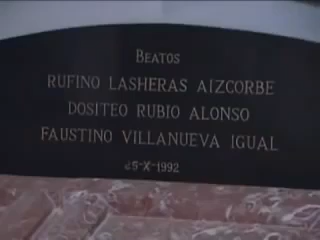 BEATOS
RUFINO LASHERAS AIZCORBE
DOSITEO RUBIO ALONSO
FAUSTINO VILLANUEVA IGUAL
25-X-1992